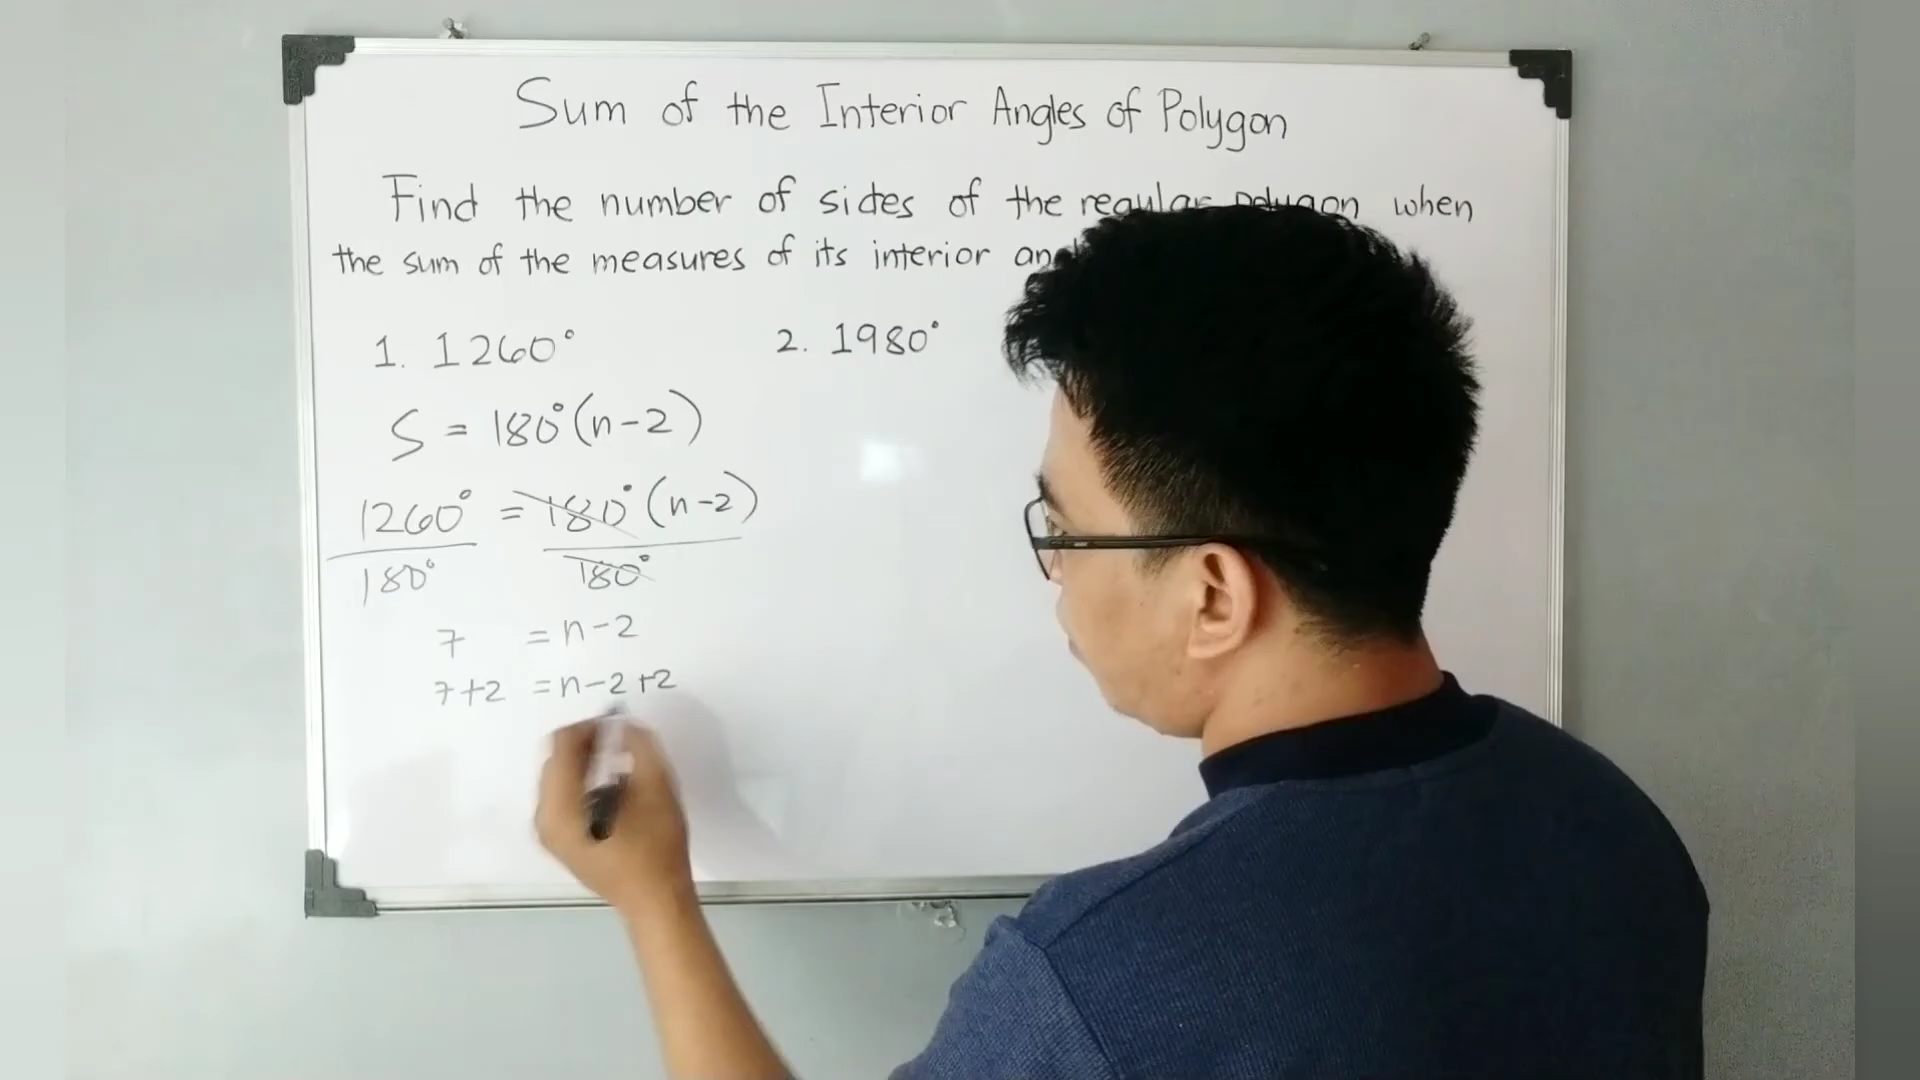 Sum of the Interior Angles of Polygon
Find the number of sides of the regular polygon when
the sum of the measures of its interior
1. 1260°
2. 1980°
S = 180°(n-2)
1260° = 180°(n-2)
180° 180°
7 = n-2
7+2 = n-2+2